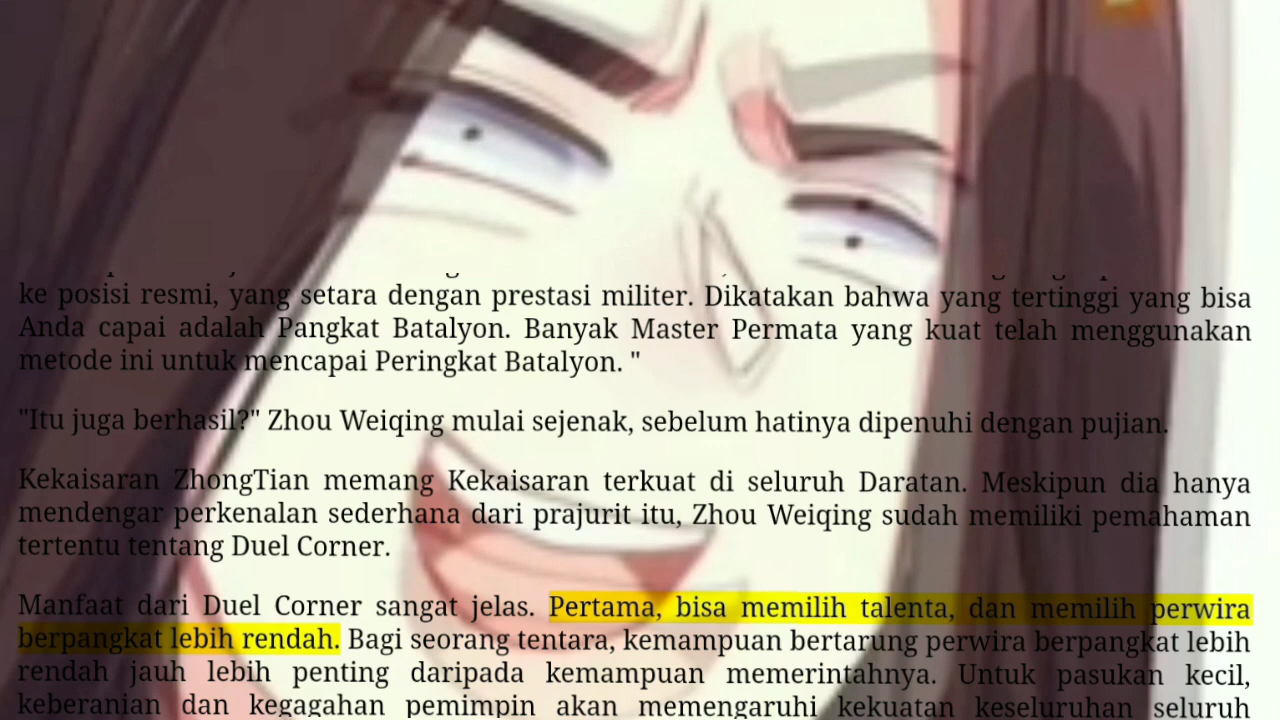 ke posisi resmi, yang setara dengan prestasi militer. Dikatakan bahwa yang tertinggi yang bisa
Anda capai adalah Pangkat Batalyon. Banyak Master Permata yang kuat telah menggunakan
metode ini untuk mencapai Peringkat Batalyon. "
"Itu juga berhasil?" Zhou Weiqing mulai sejenak, sebelum hatinya dipenuhi dengan pujian.
Kekaisaran ZhongTian memang Kekaisaran terkuat di seluruh Daratan. Meskipun dia hanya
mendengar perkenalan sederhana dari prajurit itu, Zhou Weiqing sudah memiliki pemahaman
tertentu tentang Duel Corner.
Manfaat dari Duel Corner sangat jelas. Pertama, bisa memilih talenta, dan memilih perwira
berpangkat lebih rendah. Bagi seorang tentara, kemampuan bertarung perwira berpangkat lebih
rendah jauh lebih penting daripada kemampuan memerintahnya. Untuk pasukan kecil,
keberanian dan kegagahan pemimpin akan memengaruhi kekuatan keseluruhan seluruh